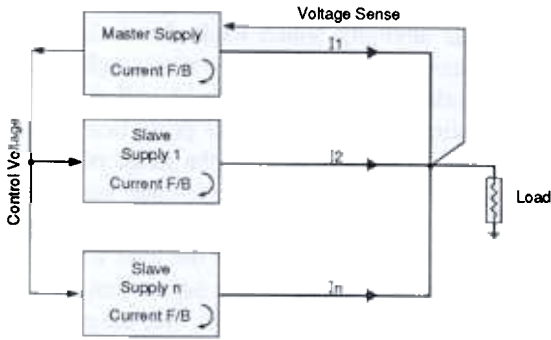 Voltage Sense
Master Supply
Current F/B
I1
Control Voltage
Slave
Supply 1
Current F/B
I2
Load
Slave
Supply n
Current F/B
In